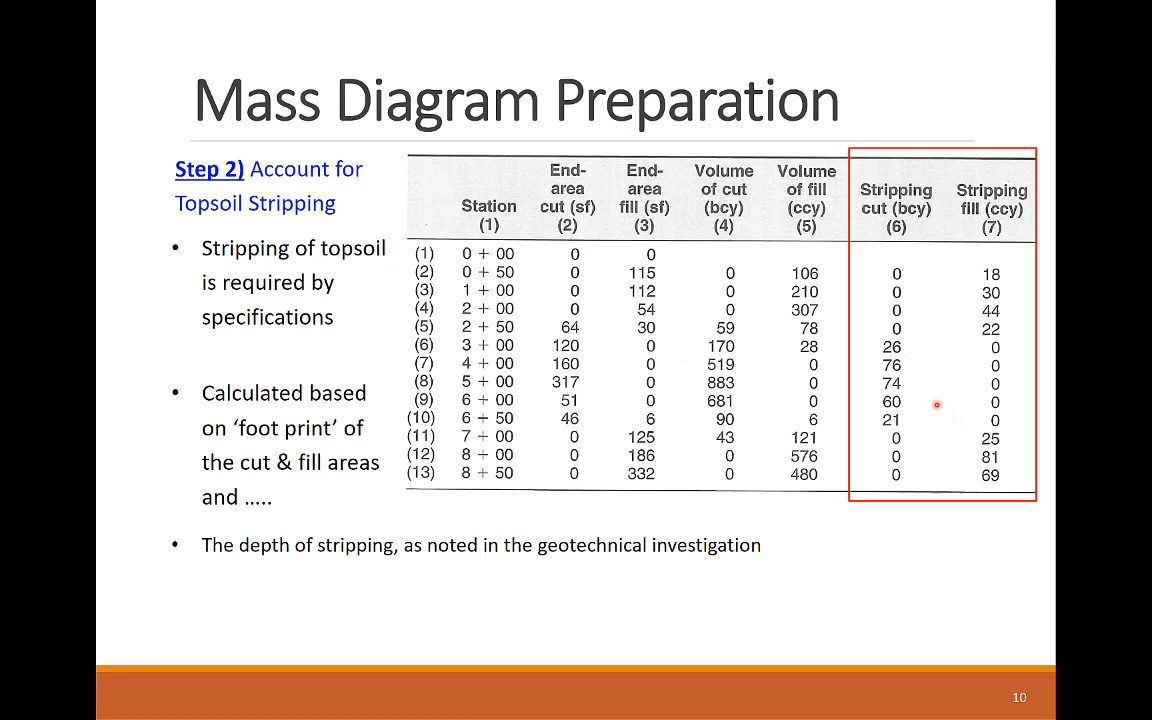 Mass Diagram Preparation
Step 2) Account for
Topsoil Stripping
• Stripping of topsoil
is required by
specifications
• Calculated based
on ‘foot print’ of
the cut & fill areas
and …..
• The depth of stripping, as noted in the geotechnical investigation
Station (1) End-area cut (sf) (2) End-area fill (sf) (3) Volume of cut (bcy) (4) Volume of fill (ccy) (5) Stripping cut (bcy) (6) Stripping fill (ccy) (7)
(1) 0 + 00 0 0
(2) 0 + 50 0 115 0 106 0 18
(3) 1 + 00 0 112 0 210 0 30
(4) 2 + 00 0 54 0 307 0 44
(5) 2 + 50 64 30 59 78 0 22
(6) 3 + 00 120 0 170 28 26 0
(7) 4 + 00 160 0 519 0 76 0
(8) 5 + 00 317 0 883 0 74 0
(9) 6 + 00 51 0 681 0 60 0
(10) 6 + 50 46 6 90 6 21 0
(11) 7 + 00 0 125 43 121 0 25
(12) 8 + 00 0 186 0 576 0 81
(13) 8 + 50 0 332 0 480 0 69
10